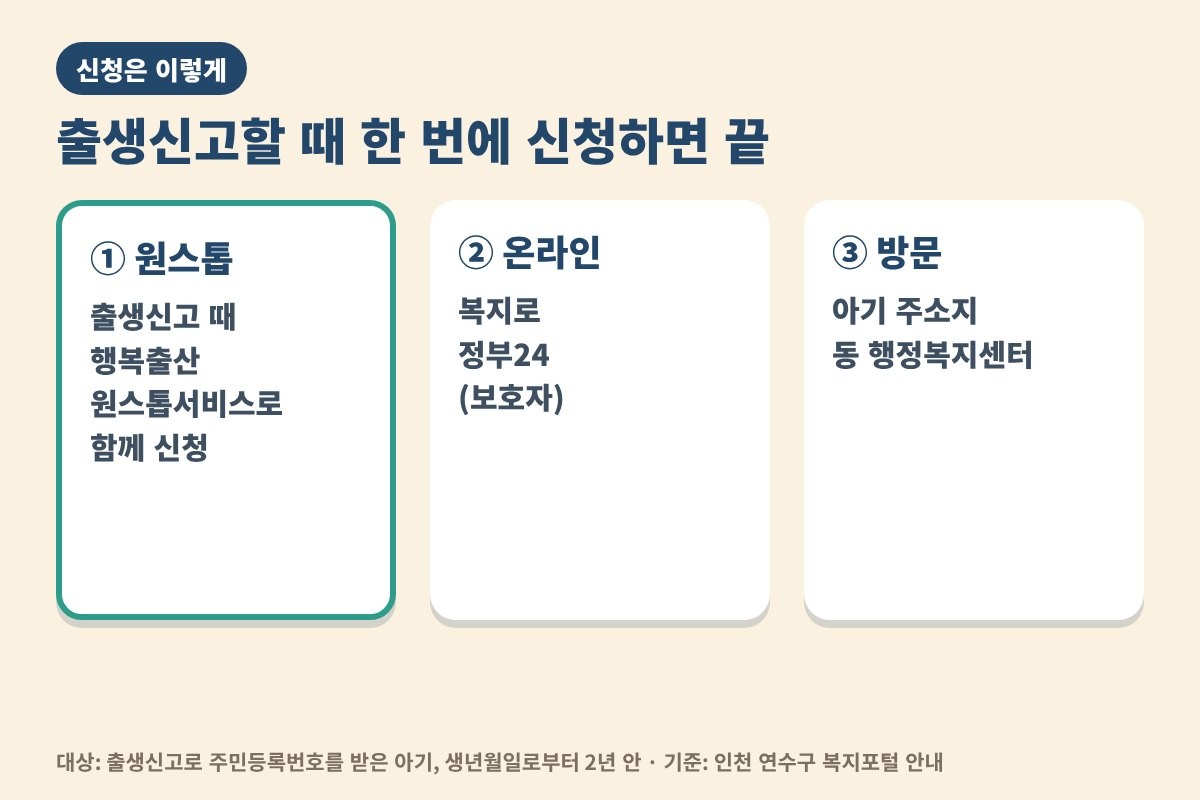 신청은 이렇게
출생신고할 때 한 번에 신청하면 끝
① 원스톱
출생신고 때
행복출산
원스톱서비스로
함께 신청
② 온라인
복지로
정부24
(보호자)
③ 방문
아기 주소지
동 행정복지센터
대상: 출생신고로 주민등록번호를 받은 아기, 생년월일로부터 2년 안 · 기준: 인천 연수구 복지포털 안내